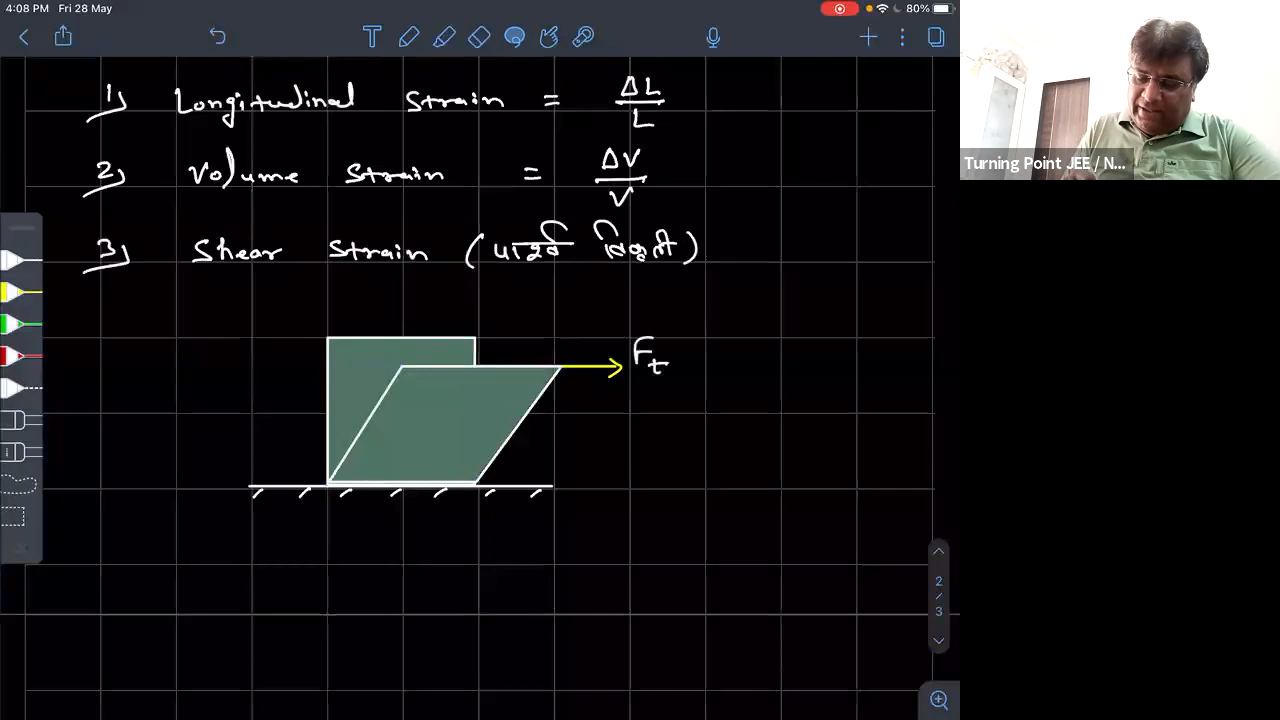 4:08 PM Fri 28 May
80%
1) Longitudinal strain = ΔL/L
2) Volume strain = ΔV/V
3) Shear strain (
Ft
Turning Point JEE / N...
2
/
3